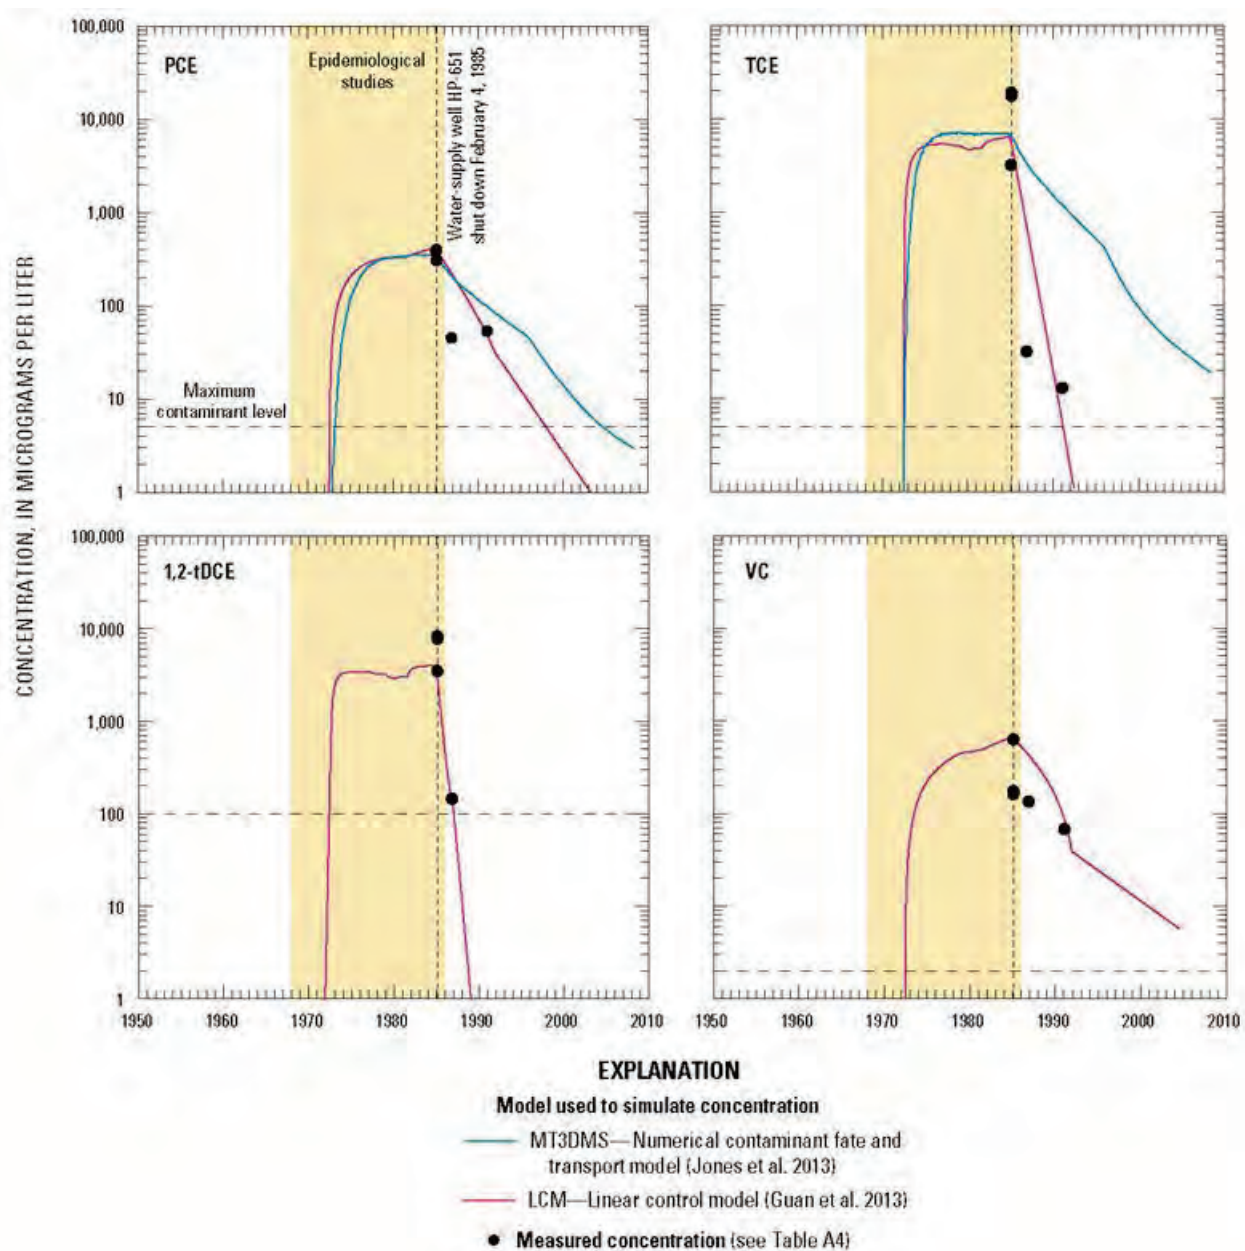 100,000
10,000
1,000
100
10
1
PCE
Epidemiological
studies
Water-supply well HP-651
shut down February 4, 1985
Maximum
contaminant level
TCE
CONCENTRATION, IN MICROGRAMS PER LITER
100,000
10,000
1,000
100
10
1
1,2-tDCE
VC
1950
1960
1970
1980
1990
2000
2010
1950
1960
1970
1980
1990
2000
2010
EXPLANATION
Model used to simulate concentration
MT3DMS—Numerical contaminant fate and
transport model (Jones et al. 2013)
LCM—Linear control model (Guan et al. 2013)
Measured concentration (see Table A4)